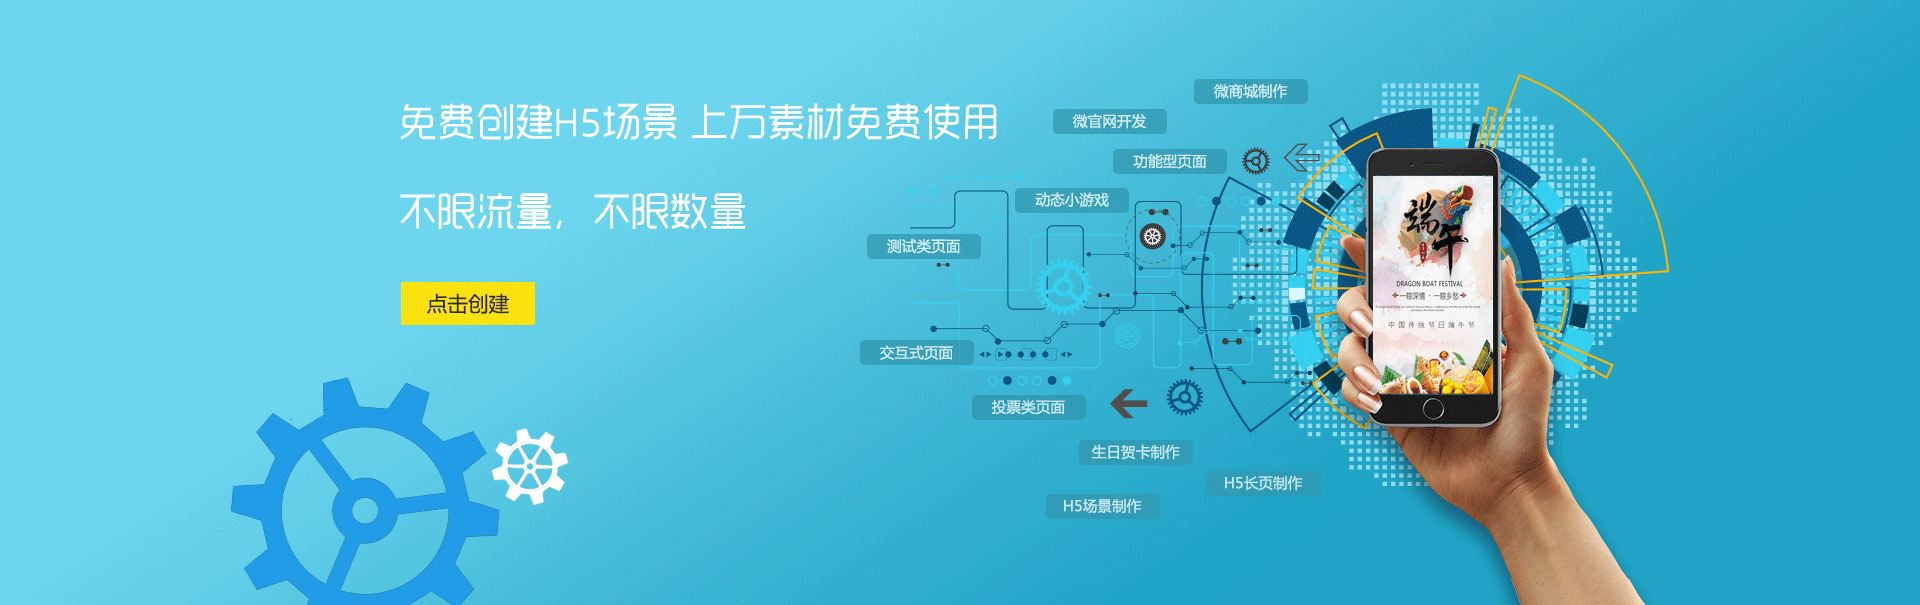 免费创建H5场景 上万素材免费使用
不限流量，不限数量
点击创建
微商城制作
微官网开发
功能型页面
动态小游戏
测试类页面
交互式页面
投票类页面
生日贺卡制作
H5长页制作
H5场景制作
端午
DRAGON BOAT FESTIVAL
一粽深情·一粽乡愁
中国传统节日端午节